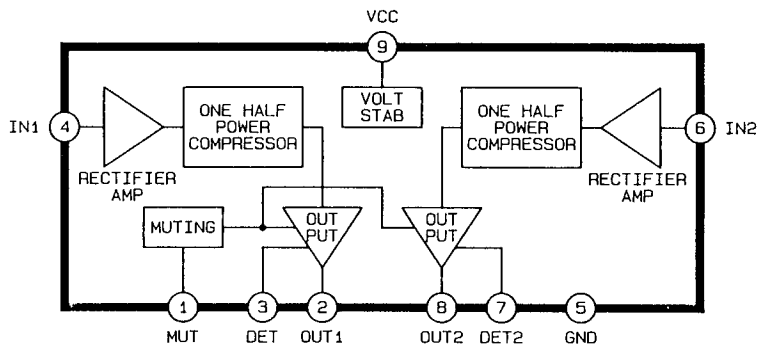 VCC
9
ONE HALF
POWER
COMPRESSOR
VOLT
STAB
ONE HALF
POWER
COMPRESSOR
IN1
4
6
IN2
RECTIFIER
AMP
RECTIFIER
AMP
MUTING
OUT
PUT
OUT
PUT
1
3
2
8
7
5
MUT
DET
OUT1
OUT2
DET2
GND